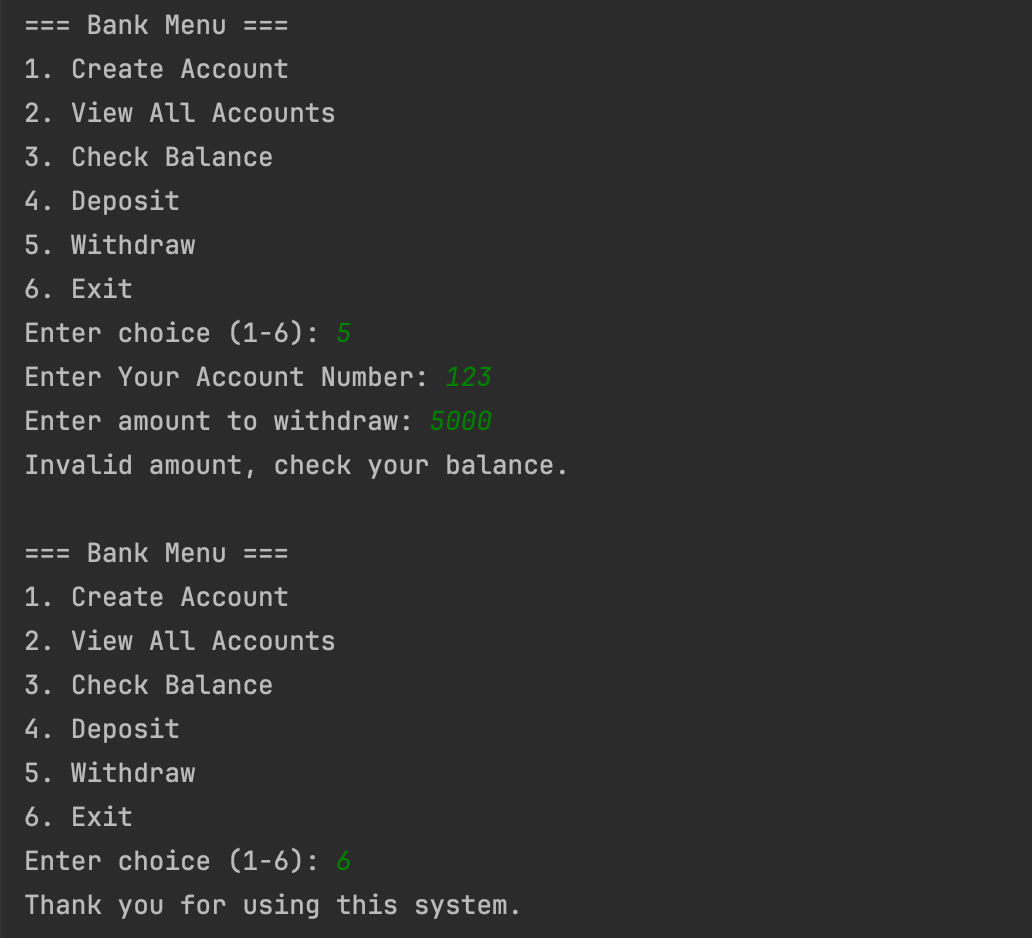 === Bank Menu ===
1. Create Account
2. View All Accounts
3. Check Balance
4. Deposit
5. Withdraw
6. Exit
Enter choice (1-6): 5
Enter Your Account Number: 123
Enter amount to withdraw: 5000
Invalid amount, check your balance.

=== Bank Menu ===
1. Create Account
2. View All Accounts
3. Check Balance
4. Deposit
5. Withdraw
6. Exit
Enter choice (1-6): 6
Thank you for using this system.